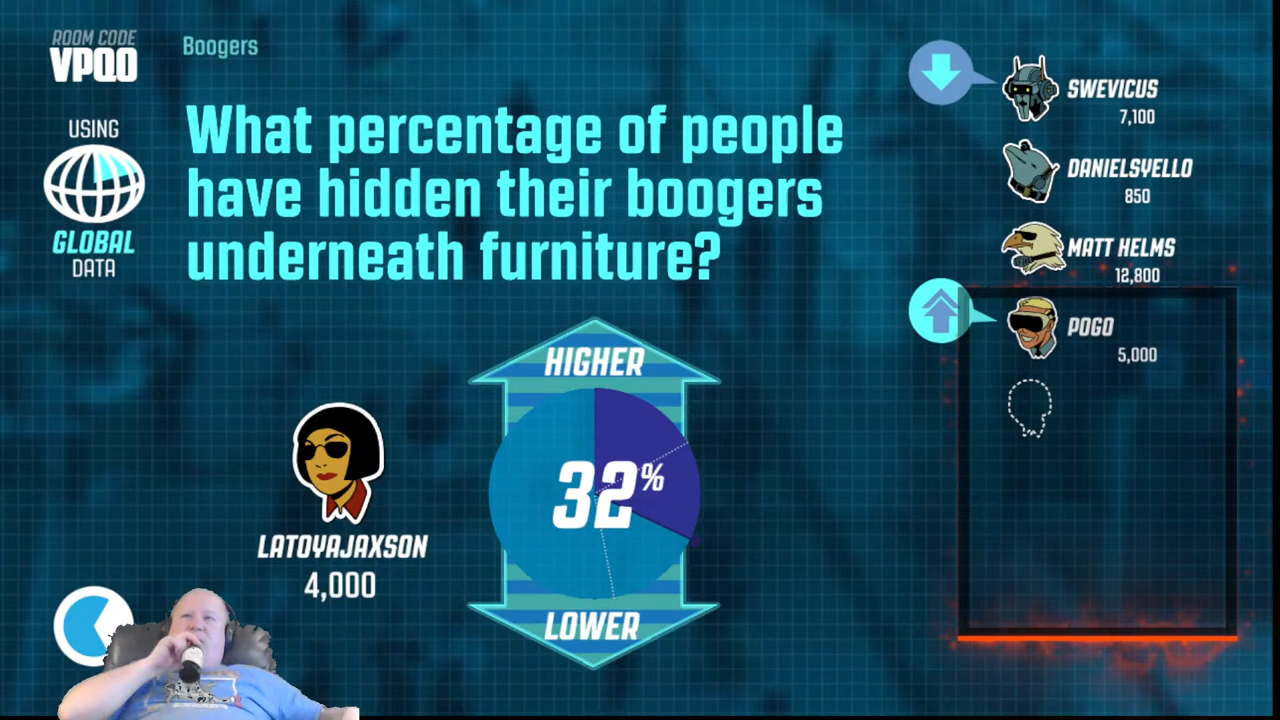 ROOM CODE
VPQO
Boogers
USING
GLOBAL
DATA
What percentage of people
have hidden their boogers
underneath furniture?
HIGHER
32%
LOWER
LATOYAJAXSON
4,000
SWEVICUS
7,100
DANIELSYELLO
850
MATT HELMS
12,800
POGO
5,000